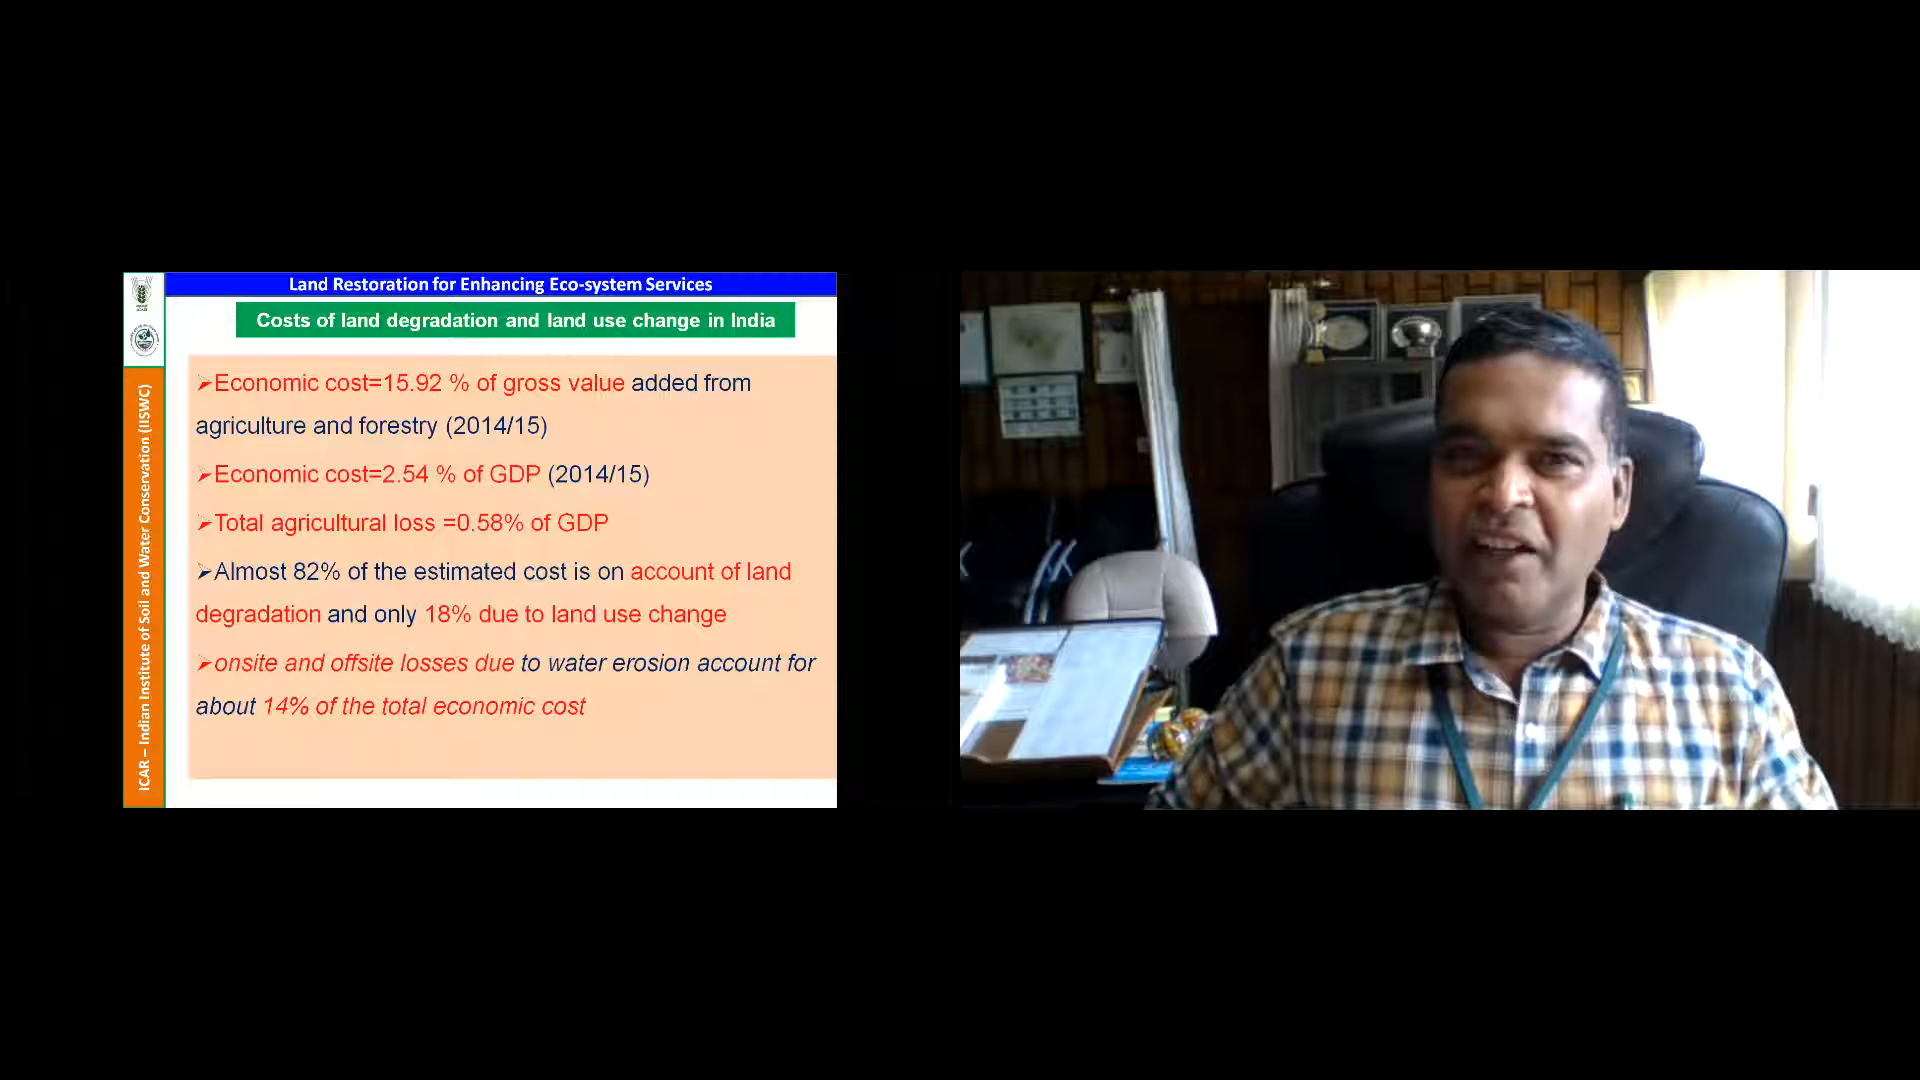 Land Restoration for Enhancing Eco-system Services
Costs of land degradation and land use change in India
➢Economic cost=15.92 % of gross value added from
agriculture and forestry (2014/15)
➢Economic cost=2.54 % of GDP (2014/15)
➢Total agricultural loss =0.58% of GDP
➢Almost 82% of the estimated cost is on account of land
degradation and only 18% due to land use change
➢onsite and offsite losses due to water erosion account for
about 14% of the total economic cost
ICAR – Indian Institute of Soil and Water Conservation (IISWC)